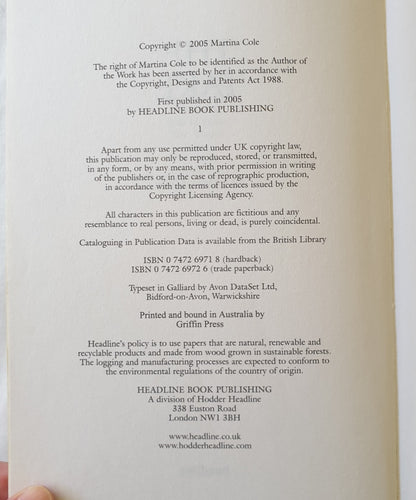 Copyright © 2005 Martina Cole
The right of Martina Cole to be identified as the Author of
the Work has been asserted by her in accordance with
the Copyright, Designs and Patents Act 1988.
First published in 2005
by HEADLINE BOOK PUBLISHING
1
Apart from any use permitted under UK copyright law,
this publication may only be reproduced, stored, or transmitted,
in any form, or by any means, with prior permission in writing
of the publishers or, in the case of reprographic production,
in accordance with the terms of licences issued by the
Copyright Licensing Agency.
All characters in this publication are fictitious and any
resemblance to real persons, living or dead, is purely coincidental.
Cataloguing in Publication Data is available from the British Library
ISBN 0 7472 6971 8 (hardback)
ISBN 0 7472 6972 6 (trade paperback)
Typeset in Galliard by Avon DataSet Ltd,
Bidford-on-Avon, Warwickshire
Printed and bound in Australia by
Griffin Press
Headline's policy is to use papers that are natural, renewable and
recyclable products and made from wood grown in sustainable forests.
The logging and manufacturing processes are expected to conform to
the environmental regulations of the country of origin.
HEADLINE BOOK PUBLISHING
A division of Hodder Headline
338 Euston Road
London NW1 3BH
www.headline.co.uk
www.hodderheadline.com